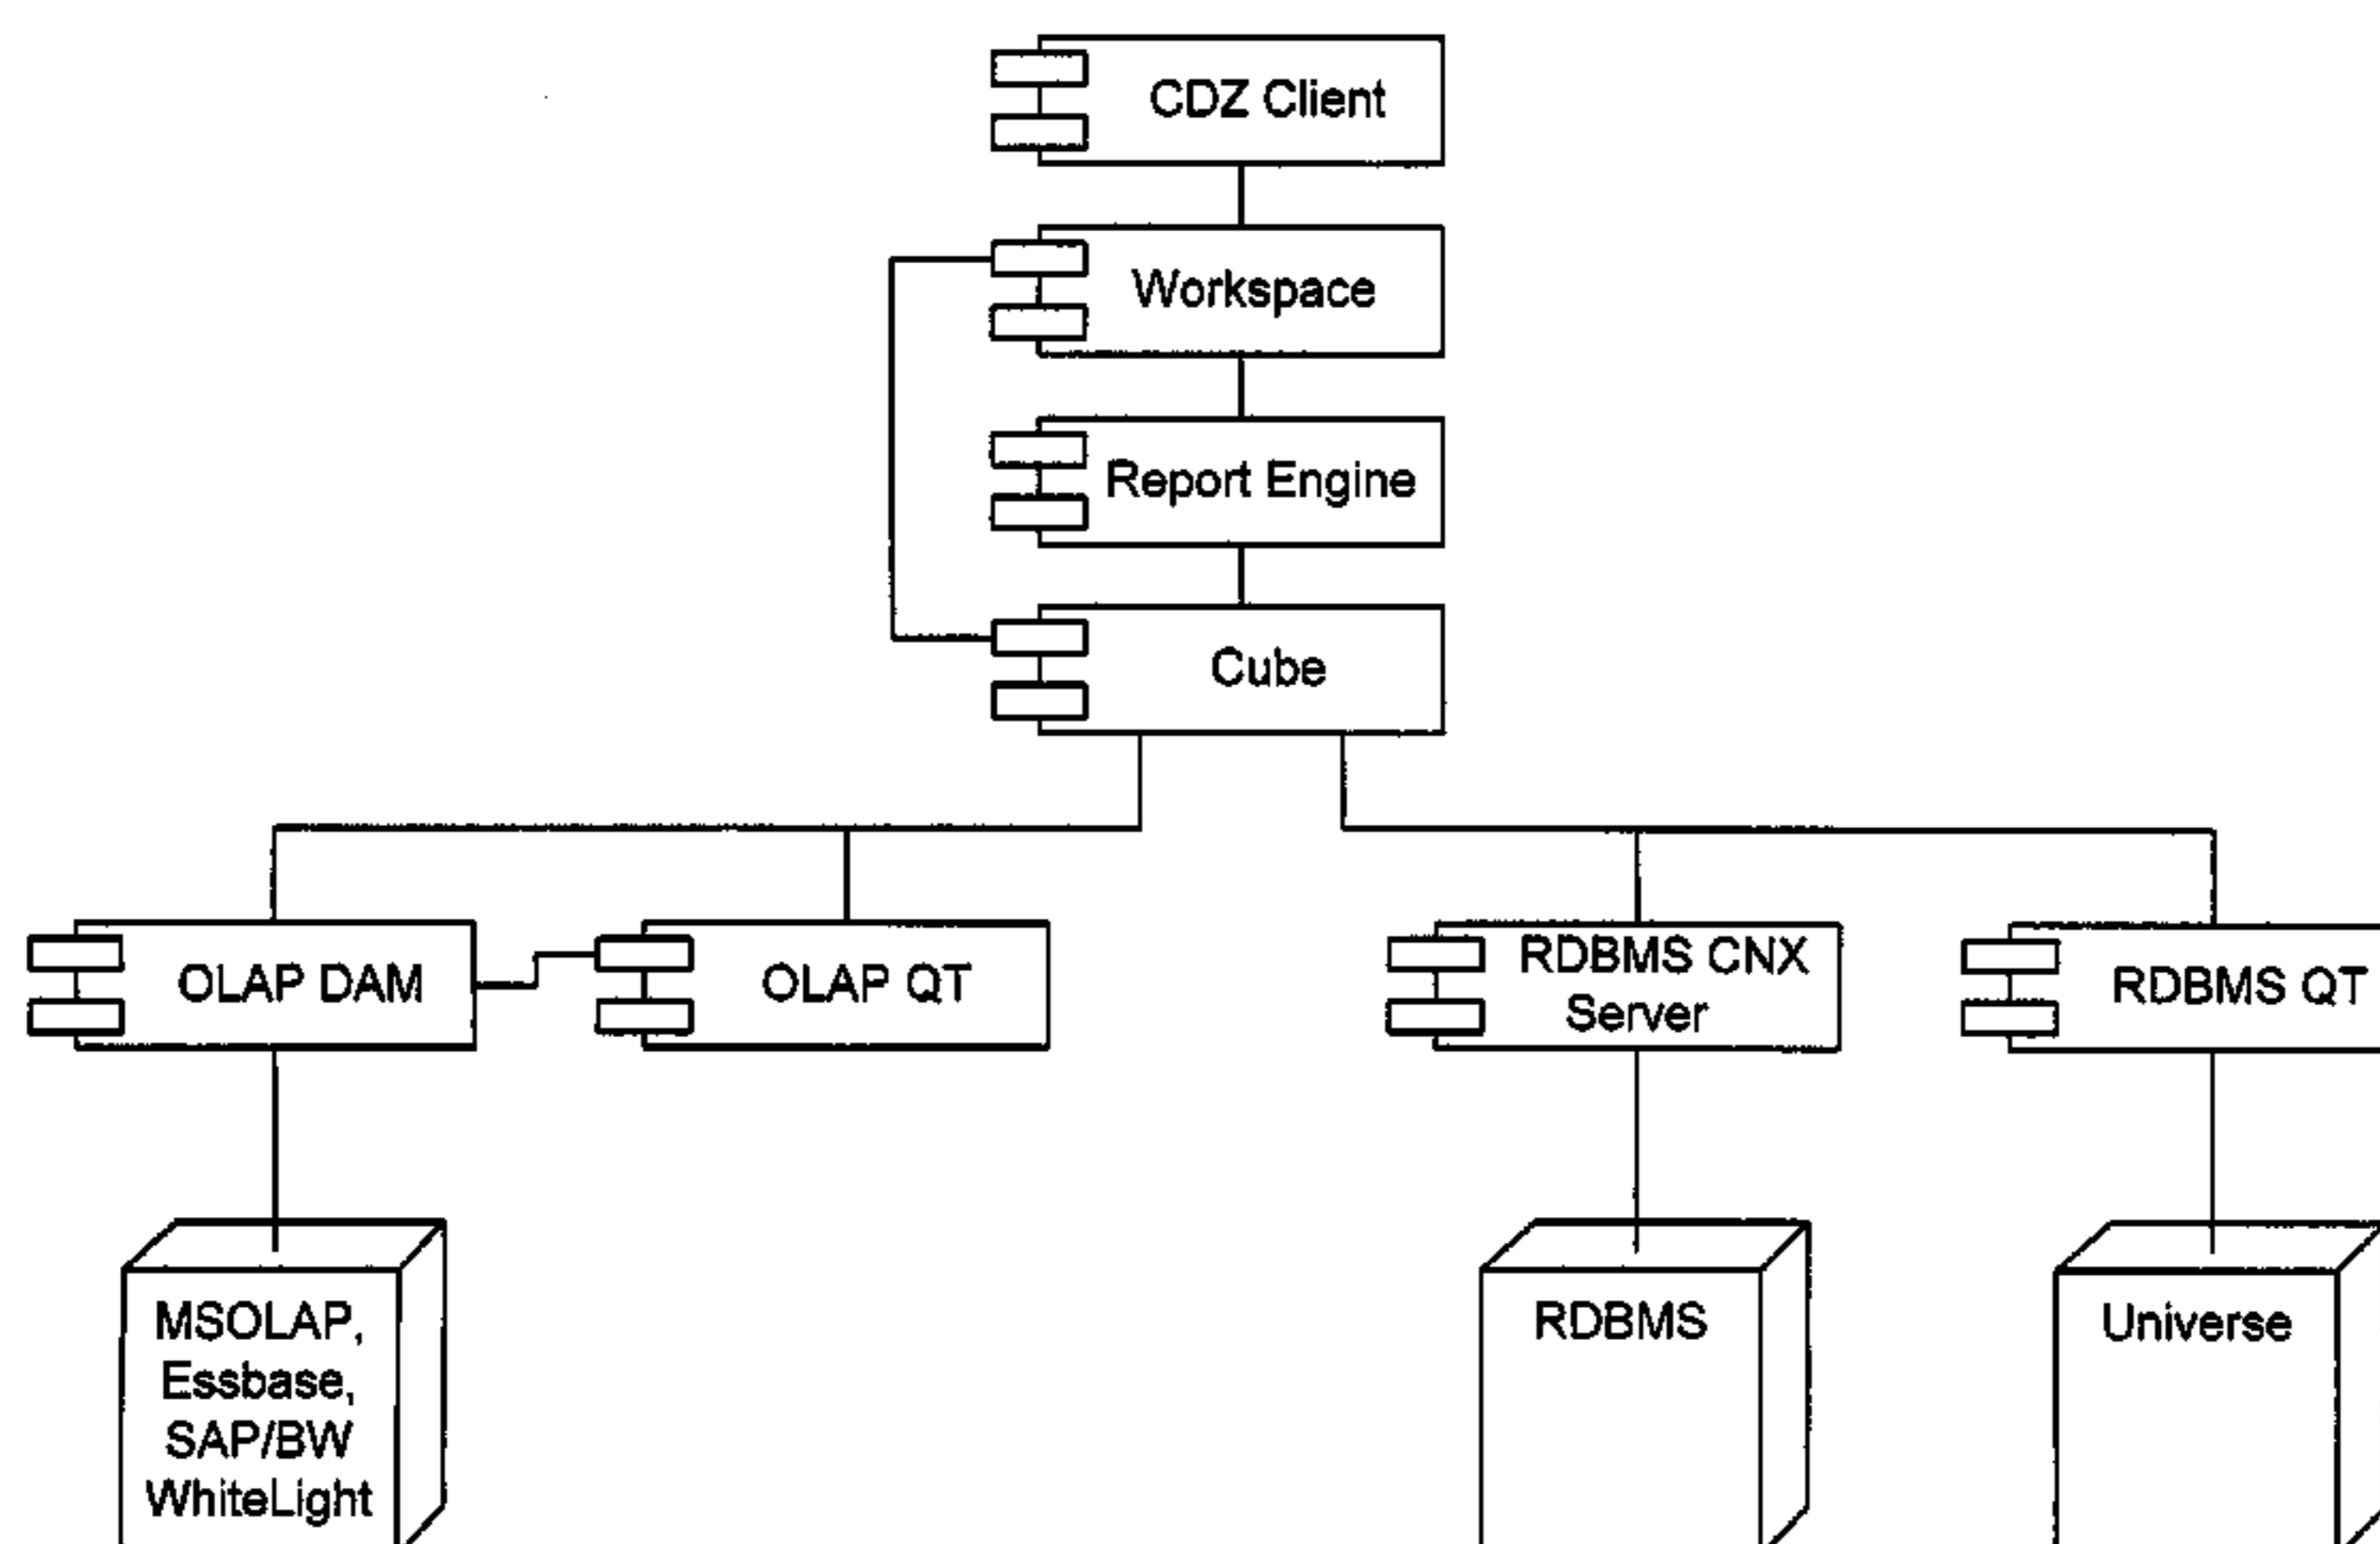 CDZ Client
Workspace
Report Engine
Cube
OLAP DAM
OLAP QT
RDBMS CNX
Server
RDBMS QT
MSOLAP,
Essbase,
SAP/BW
WhiteLight
RDBMS
Universe